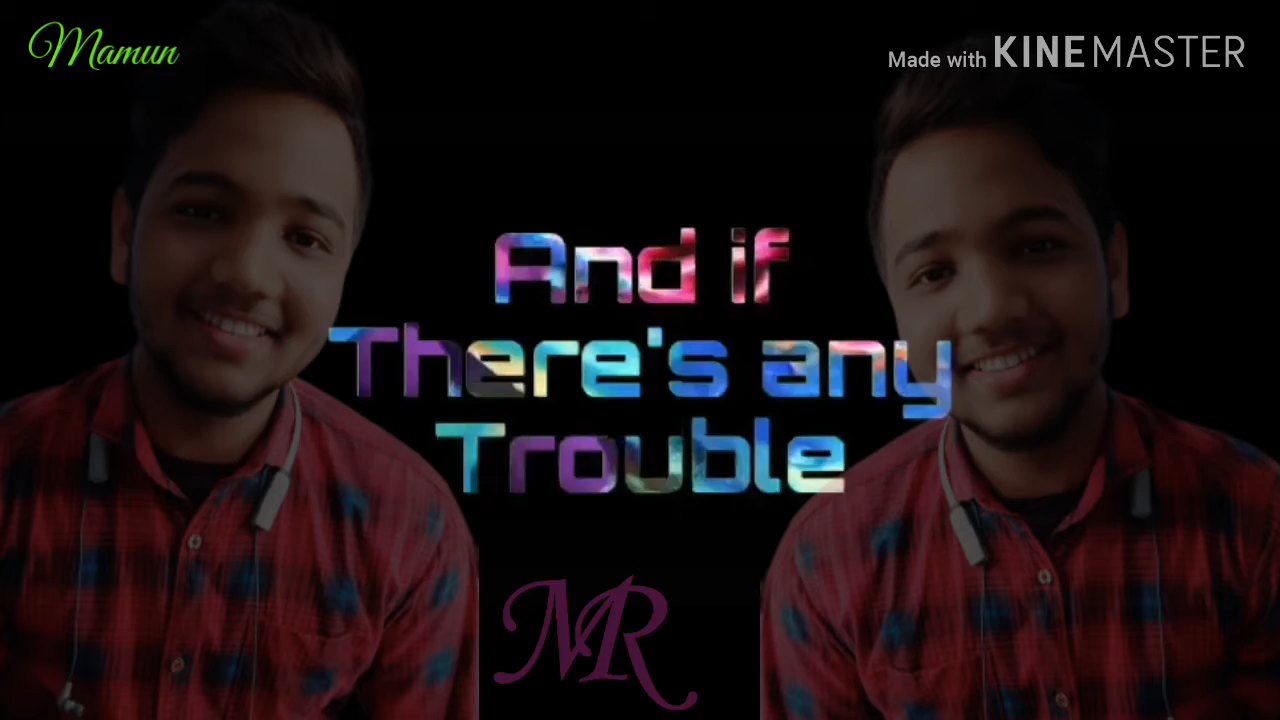 Mamun
Made with KINEMASTER
And if
There's any
Trouble
MR